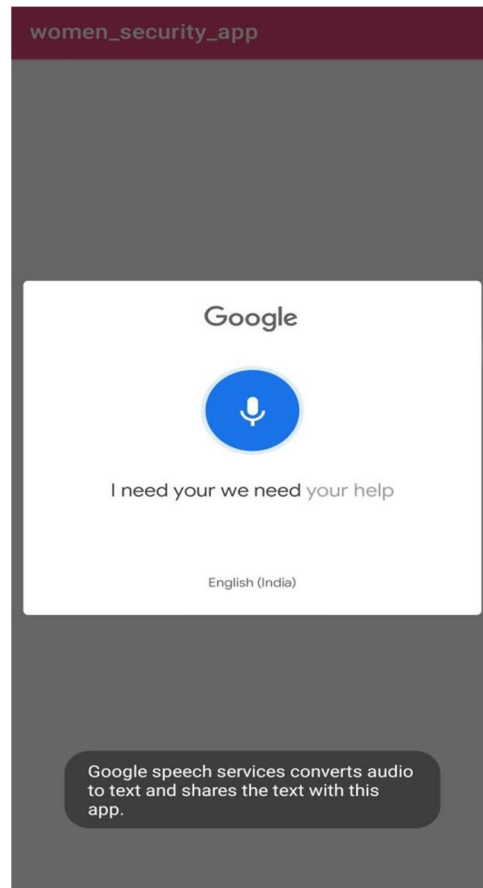 women_security_app
Google
I need your we need your help
English (India)
Google speech services converts audio
to text and shares the text with this
app.